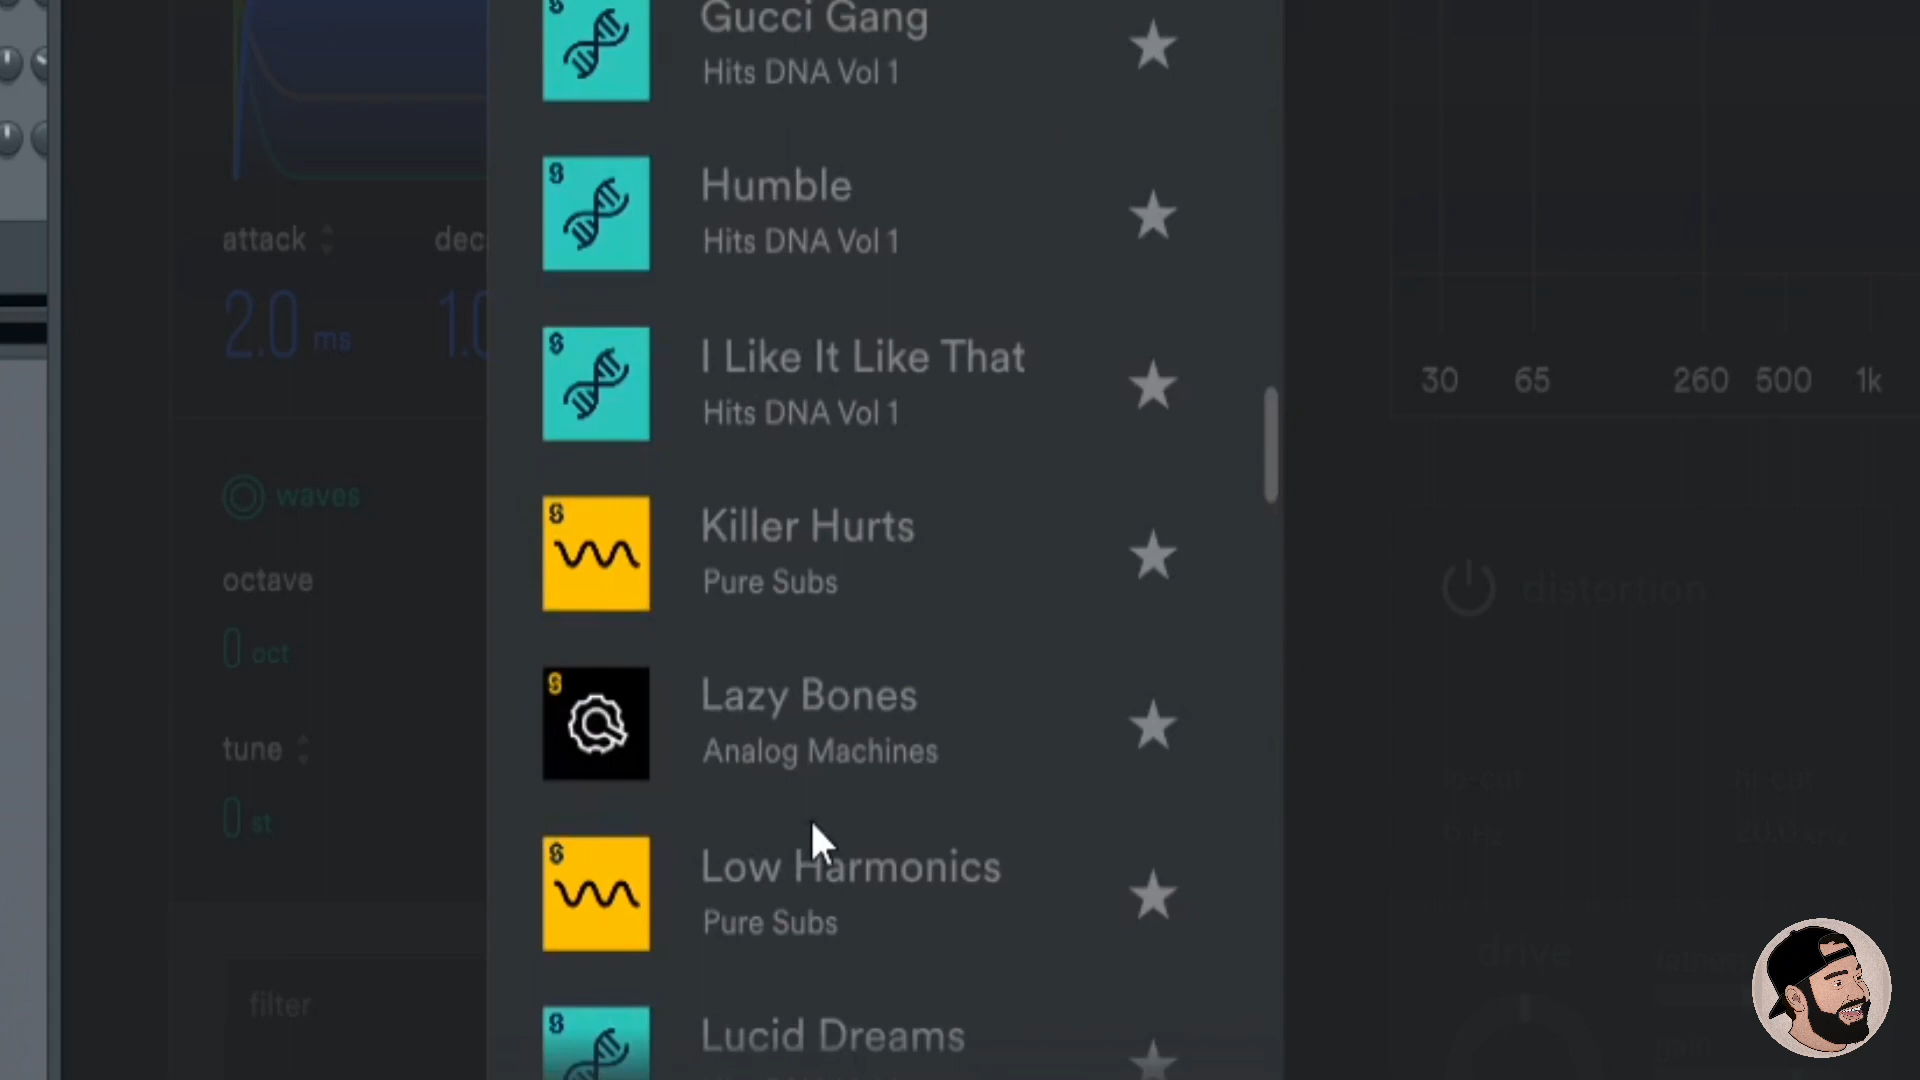 Gucci Gang
Hits DNA Vol 1
Humble
Hits DNA Vol 1
attack
2.0 ms
I Like It Like That
Hits DNA Vol 1
30 65 260 500 1k
waves
Killer Hurts
Pure Subs
octave
0 oct
distortion
Lazy Bones
Analog Machines
tune
0 st
Low Harmonics
Pure Subs
drive
filter
Lucid Dreams